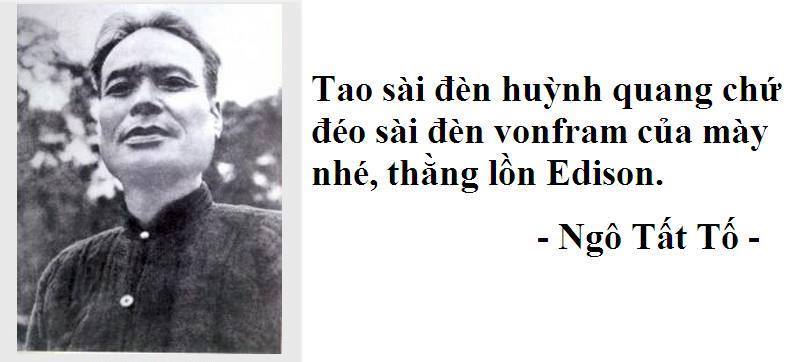 Tao sài đèn huỳnh quang chứ
đéo sài đèn vonfram của mày
nhé, thằng lồn Edison.
- Ngô Tất Tố -